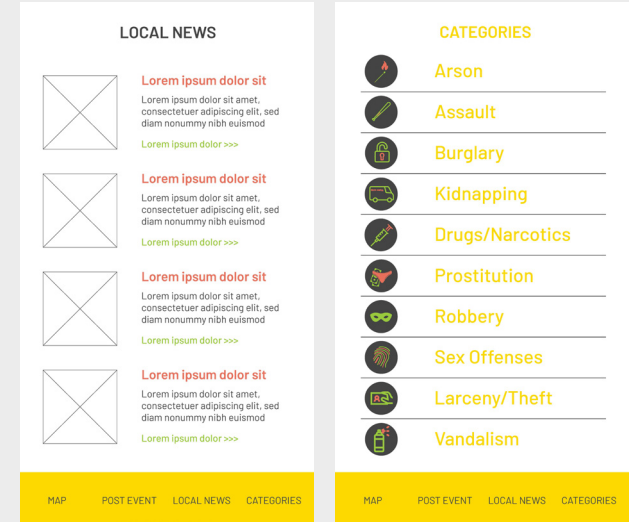 LOCAL NEWS
Lorem ipsum dolor sit
Lorem ipsum dolor sit amet,
consectetuer adipiscing elit, sed
diam nonummy nibh euismod
Lorem ipsum dolor >>>
Lorem ipsum dolor sit
Lorem ipsum dolor sit amet,
consectetuer adipiscing elit, sed
diam nonummy nibh euismod
Lorem ipsum dolor >>>
Lorem ipsum dolor sit
Lorem ipsum dolor sit amet,
consectetuer adipiscing elit, sed
diam nonummy nibh euismod
Lorem ipsum dolor >>>
Lorem ipsum dolor sit
Lorem ipsum dolor sit amet,
consectetuer adipiscing elit, sed
diam nonummy nibh euismod
Lorem ipsum dolor >>>
MAP POST EVENT LOCAL NEWS CATEGORIES
CATEGORIES
Arson
Assault
Burglary
Kidnapping
Drugs/Narcotics
Prostitution
Robbery
Sex Offenses
Larceny/Theft
Vandalism
MAP POST EVENT LOCAL NEWS CATEGORIES